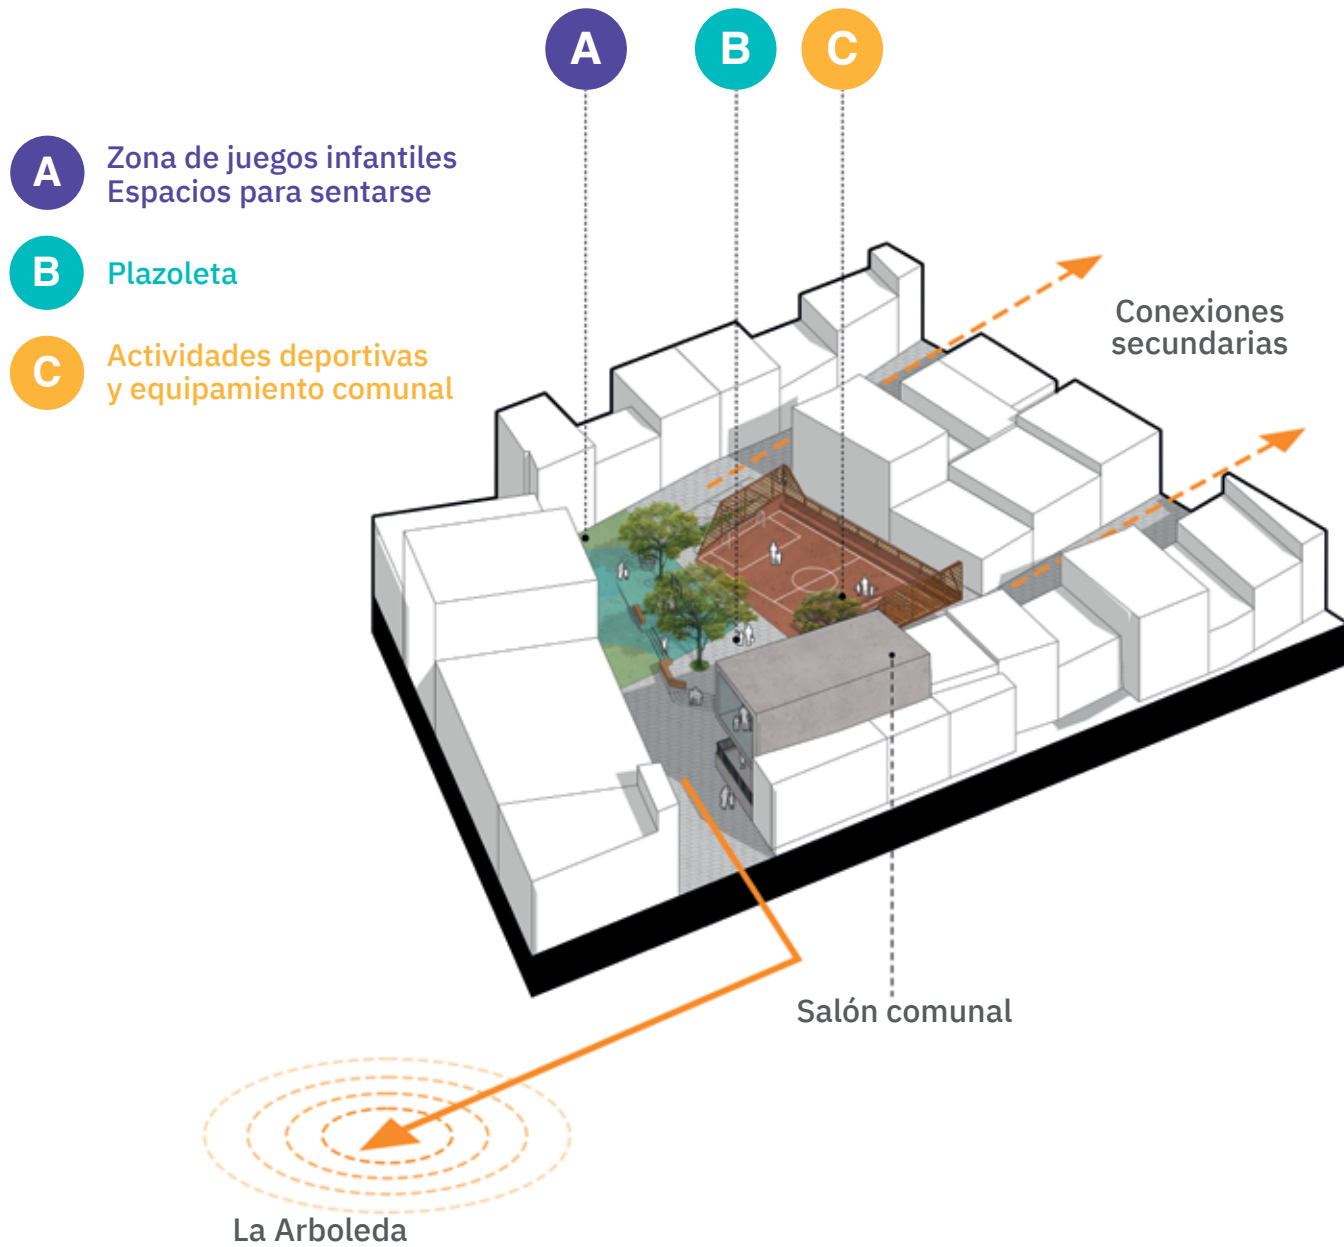 A
B
C
A
Zona de juegos infantiles
Espacios para sentarse
B
Plazoleta
C
Actividades deportivas
y equipamiento comunal
Conexiones
secundarias
Salón comunal
La Arboleda